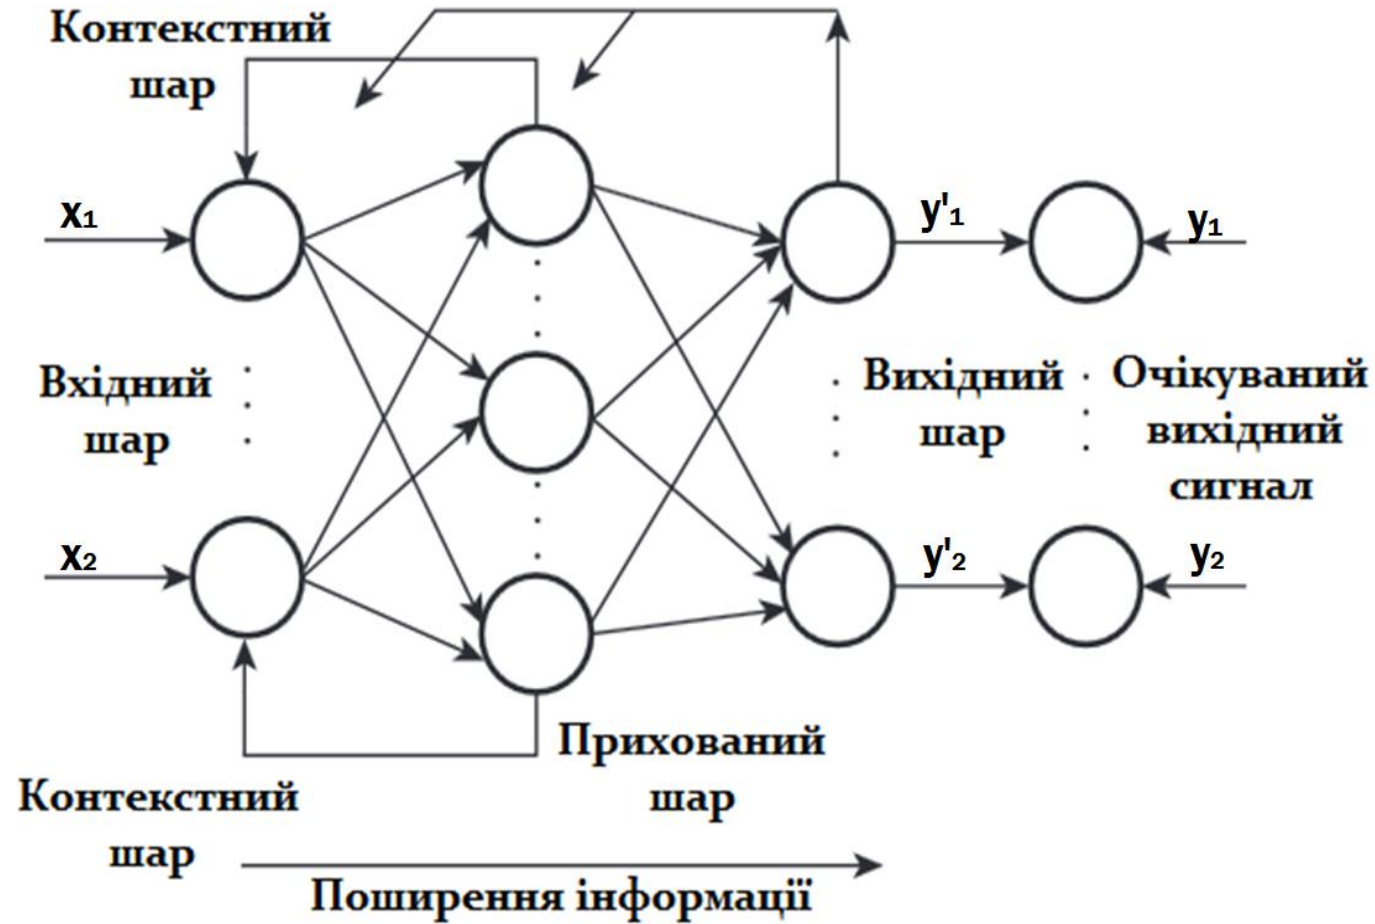 Контекстний
шар
x₁
y'₁
y₁
Вхідний
шар
Вихідний
шар
Очікуваний
вихідний
сигнал
x₂
y'₂
y₂
Прихований
шар
Контекстний
шар
Поширення інформації